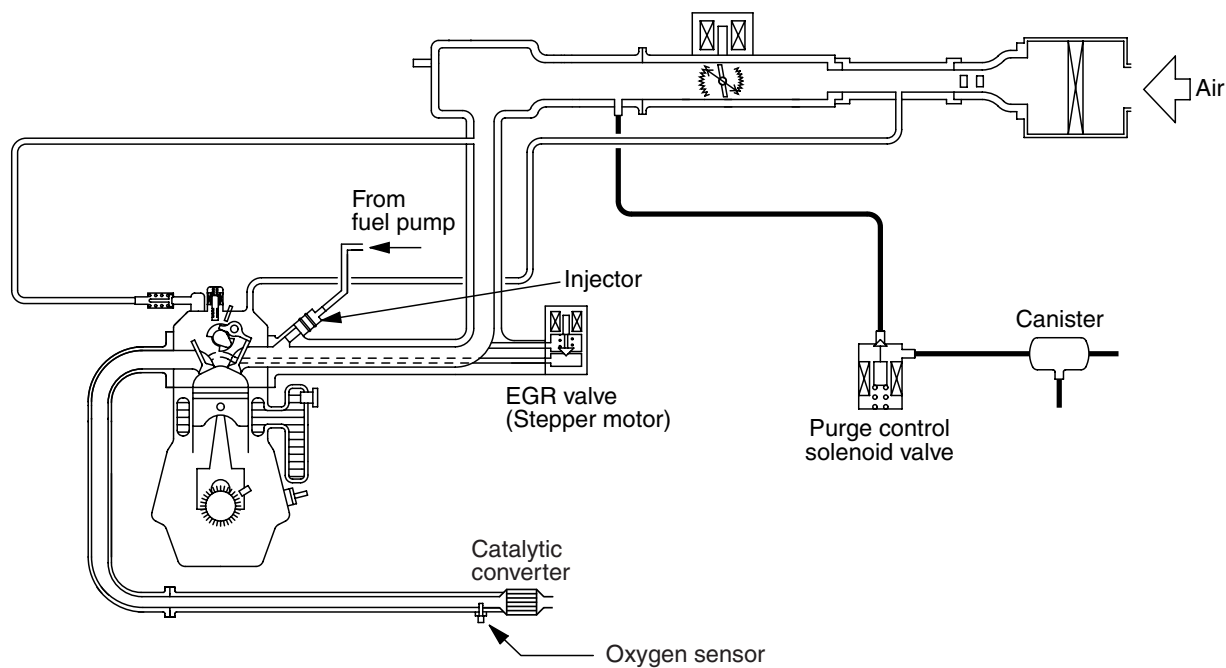 Air
From
fuel pump
Injector
Canister
EGR valve
(Stepper motor)
Purge control
solenoid valve
Catalytic
converter
Oxygen sensor